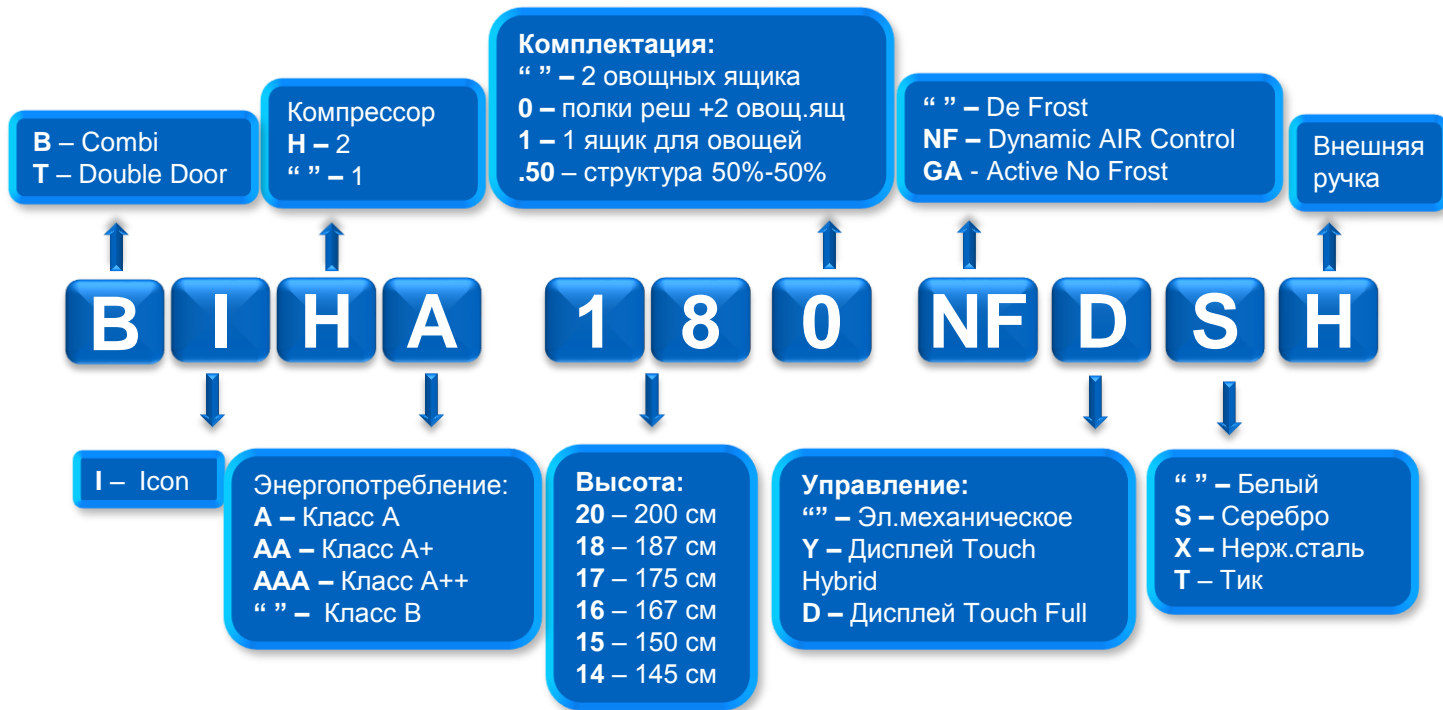 B – Combi
T – Double Door
Компрессор
H – 2
“ ” – 1
Комплектация:
“ ” – 2 овощных ящика
0 – полки реш +2 овощ.ящ
1 – 1 ящик для овощей
.50 – структура 50%-50%
“ ” – De Frost
NF – Dynamic AIR Control
GA - Active No Frost
Внешняя
ручка
B I H A 1 8 0 NF D S H
I – Icon
Энергопотребление:
A – Класс A
AA – Класс A+
AAA – Класс A++
“ ” – Класс B
Высота:
20 – 200 см
18 – 187 см
17 – 175 см
16 – 167 см
15 – 150 см
14 – 145 см
Управление:
“” – Эл.механическое
Y – Дисплей Touch
Hybrid
D – Дисплей Touch Full
“ ” – Белый
S – Серебро
X – Нерж.сталь
T – Тик